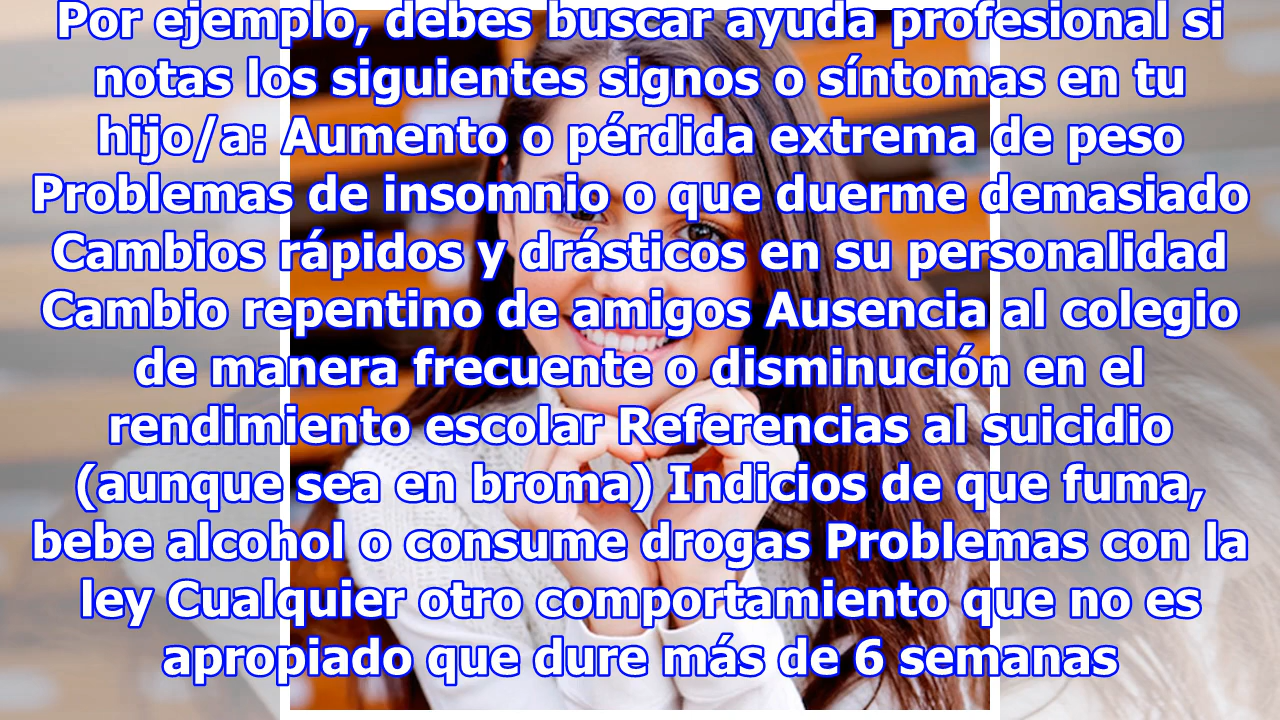 Por ejemplo, debes buscar ayuda profesional si
notas los siguientes signos o síntomas en tu
hijo/a: Aumento o pérdida extrema de peso
Problemas de insomnio o que duerme demasiado
Cambios rápidos y drásticos en su personalidad
Cambio repentino de amigos Ausencia al colegio
de manera frecuente o disminución en el
rendimiento escolar Referencias al suicidio
(aunque sea en broma) Indicios de que fuma,
bebe alcohol o consume drogas Problemas con la
ley Cualquier otro comportamiento que no es
apropiado que dure más de 6 semanas